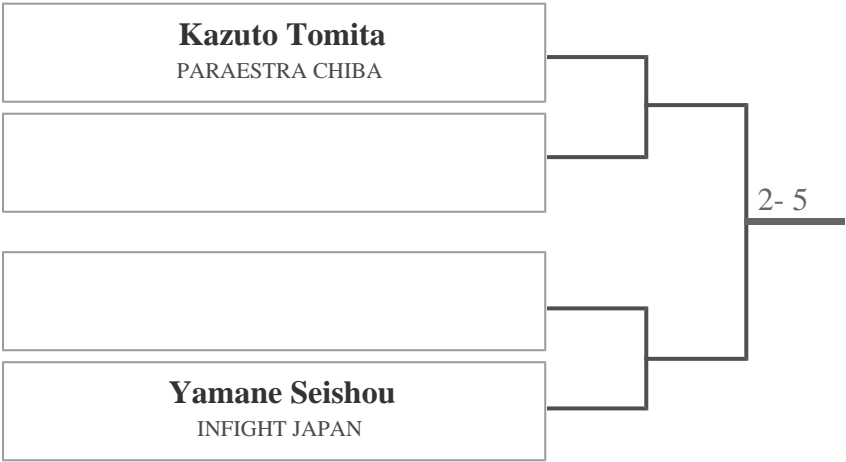 Kazuto Tomita
PARAESTRA CHIBA
2- 5
Yamane Seishou
INFIGHT JAPAN